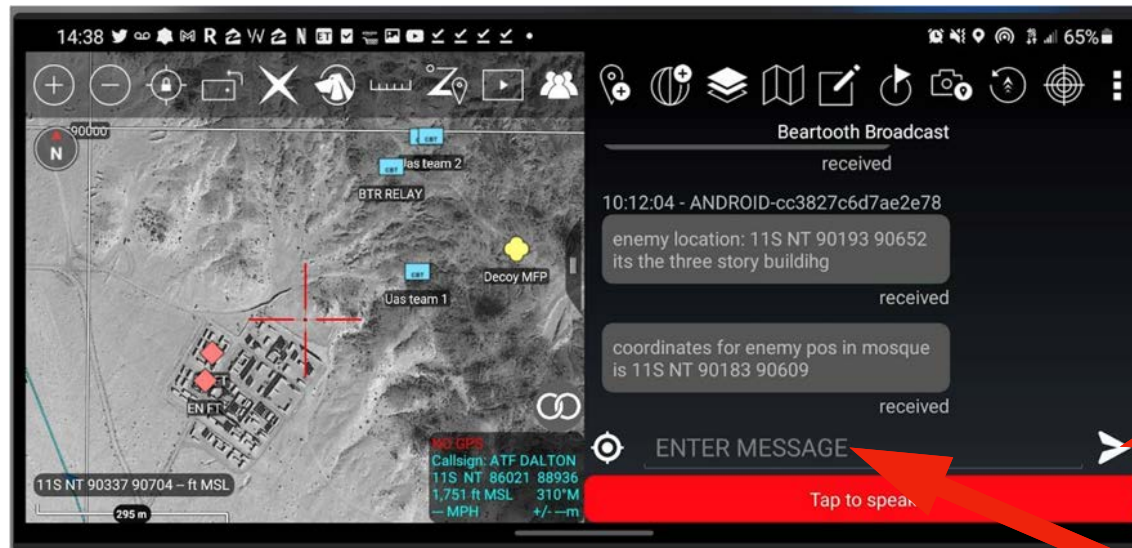 14:38
65%
90000
N
Uas team 2
BTR RELAY
CBT
Decoy MFP
CBT
Uas team 1
EN FT
NO GPS
Callsign: ATF DALTON
11S NT 86021 88936
1,751 ft MSL 310°M
--- MPH +/- ---m
11S NT 90337 90704 -- ft MSL
295 m
Beartooth Broadcast
received
10:12:04 - ANDROID-cc3827c6d7ae2e78
enemy location: 11S NT 90193 90652
its the three story buildihg
received
coordinates for enemy pos in mosque
is 11S NT 90183 90609
received
ENTER MESSAGE
Tap to speak